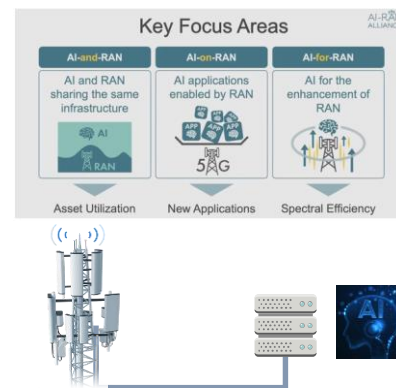 Key Focus Areas
AI-RAN
ALLIANCE
AI-and-RAN
AI and RAN
sharing the same
infrastructure
AI
RAN
Asset Utilization
AI-on-RAN
AI applications
enabled by RAN
APP
APP
APP
5G
New Applications
AI-for-RAN
AI for the
enhancement of
RAN
Spectral Efficiency
AI